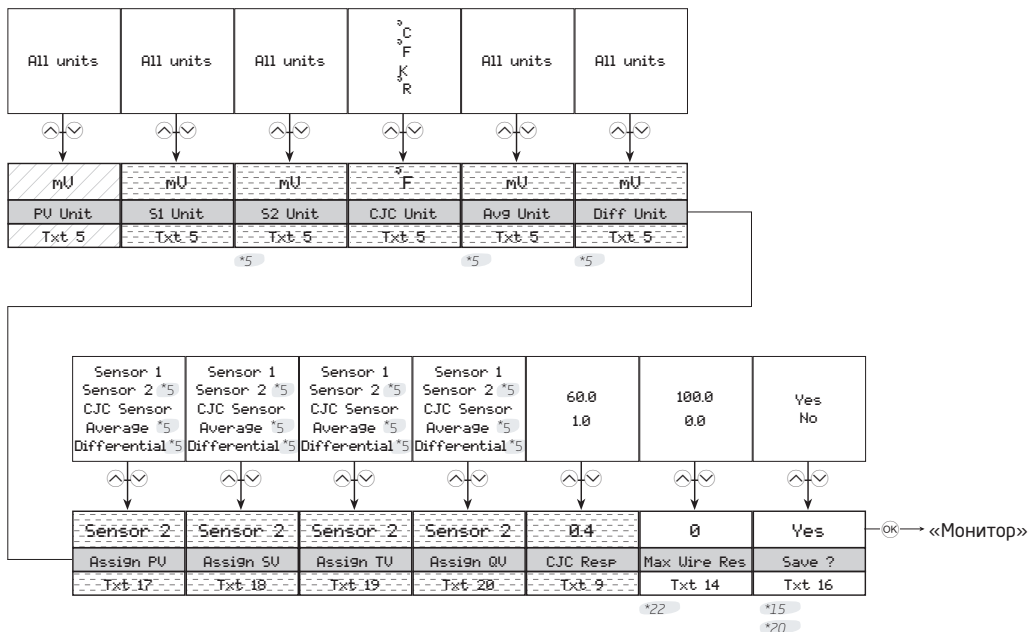 All units All units All units °C All units All units
°F
K
°R
mV mV mV °F mV mV
PV Unit S1 Unit S2 Unit CJC Unit Avg Unit Diff Unit
Txt 5 Txt 5 Txt 5 Txt 5 Txt 5 Txt 5
*5 *5 *5
Sensor 1 Sensor 1 Sensor 1 Sensor 1
Sensor 2 *5 Sensor 2 *5 Sensor 2 *5 Sensor 2 *5 60.0 100.0 Yes
CJC Sensor CJC Sensor CJC Sensor CJC Sensor 1.0 0.0 No
Average *5 Average *5 Average *5 Average *5
Differential *5 Differential *5 Differential *5 Differential *5
Sensor 2 Sensor 2 Sensor 2 Sensor 2 0.4 0 Yes OK «Монитор»
Assign PV Assign SV Assign TV Assign QV CJC Resp Max Wire Res Save ?
Txt 17 Txt 18 Txt 19 Txt 20 Txt 9 Txt 14 Txt 16
*22 *15
*20